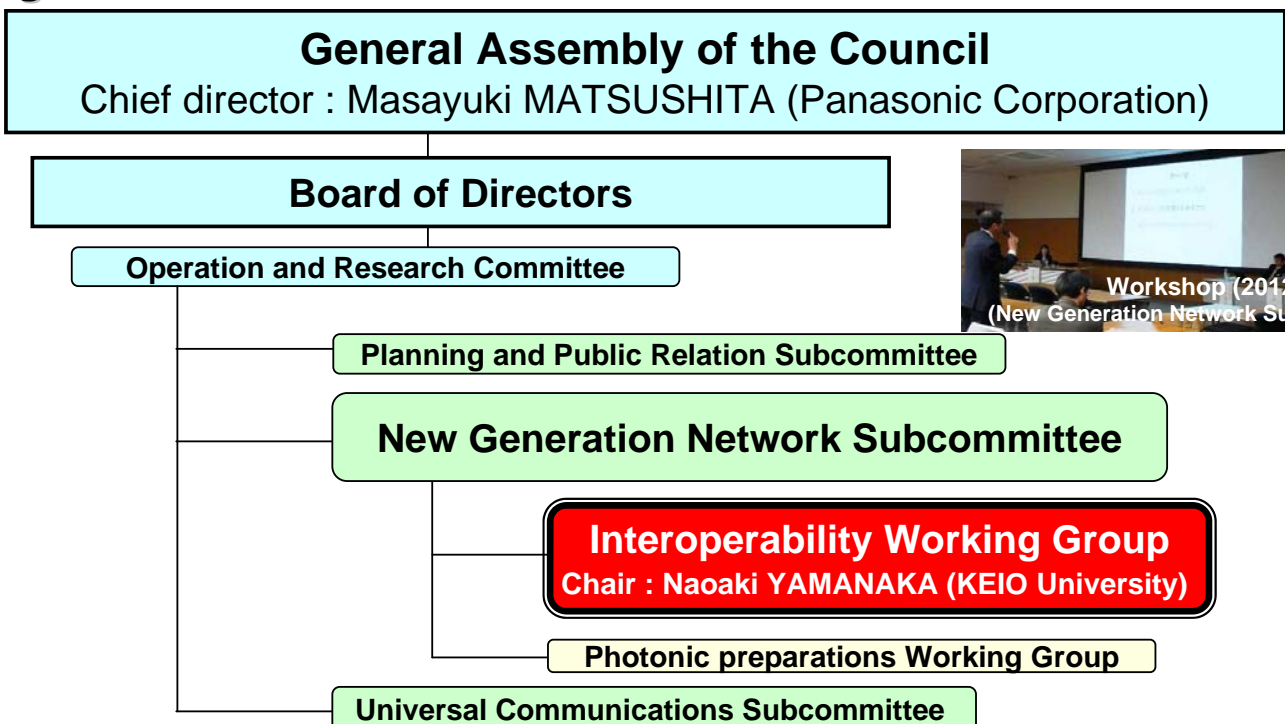 General Assembly of the Council
Chief director : Masayuki MATSUSHITA (Panasonic Corporation)
Board of Directors
Operation and Research Committee
Workshop (2012
(New Generation Network Su
Planning and Public Relation Subcommittee
New Generation Network Subcommittee
Interoperability Working Group
Chair : Naoaki YAMANAKA (KEIO University)
Photonic preparations Working Group
Universal Communications Subcommittee